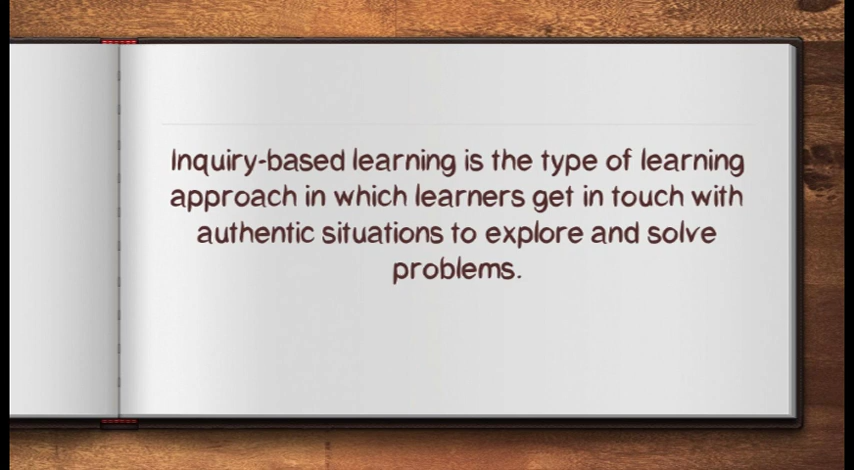 Inquiry-based learning is the type of learning
approach in which learners get in touch with
authentic situations to explore and solve
problems.